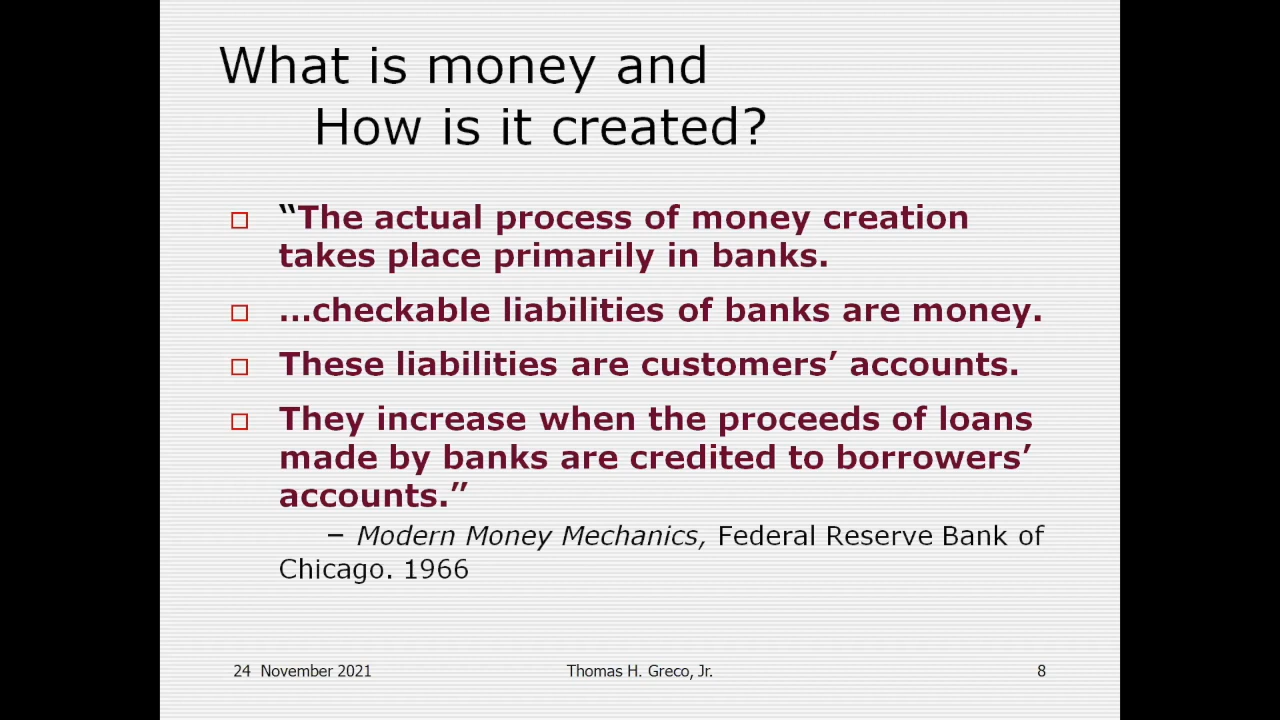 What is money and
How is it created?
“The actual process of money creation
takes place primarily in banks.
…checkable liabilities of banks are money.
These liabilities are customers’ accounts.
They increase when the proceeds of loans
made by banks are credited to borrowers’
accounts.”
– Modern Money Mechanics, Federal Reserve Bank of
Chicago. 1966
24 November 2021 Thomas H. Greco, Jr. 8